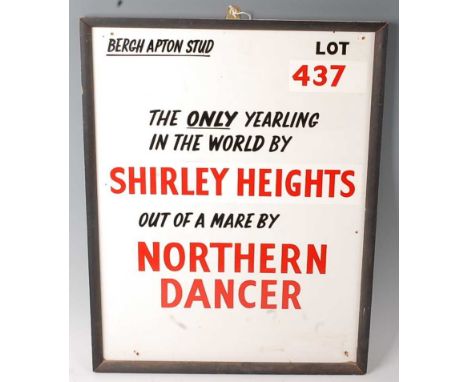 BERGH APTON STUD
LOT
437
THE ONLY YEARLING
IN THE WORLD BY
SHIRLEY HEIGHTS
OUT OF A MARE BY
NORTHERN
DANCER